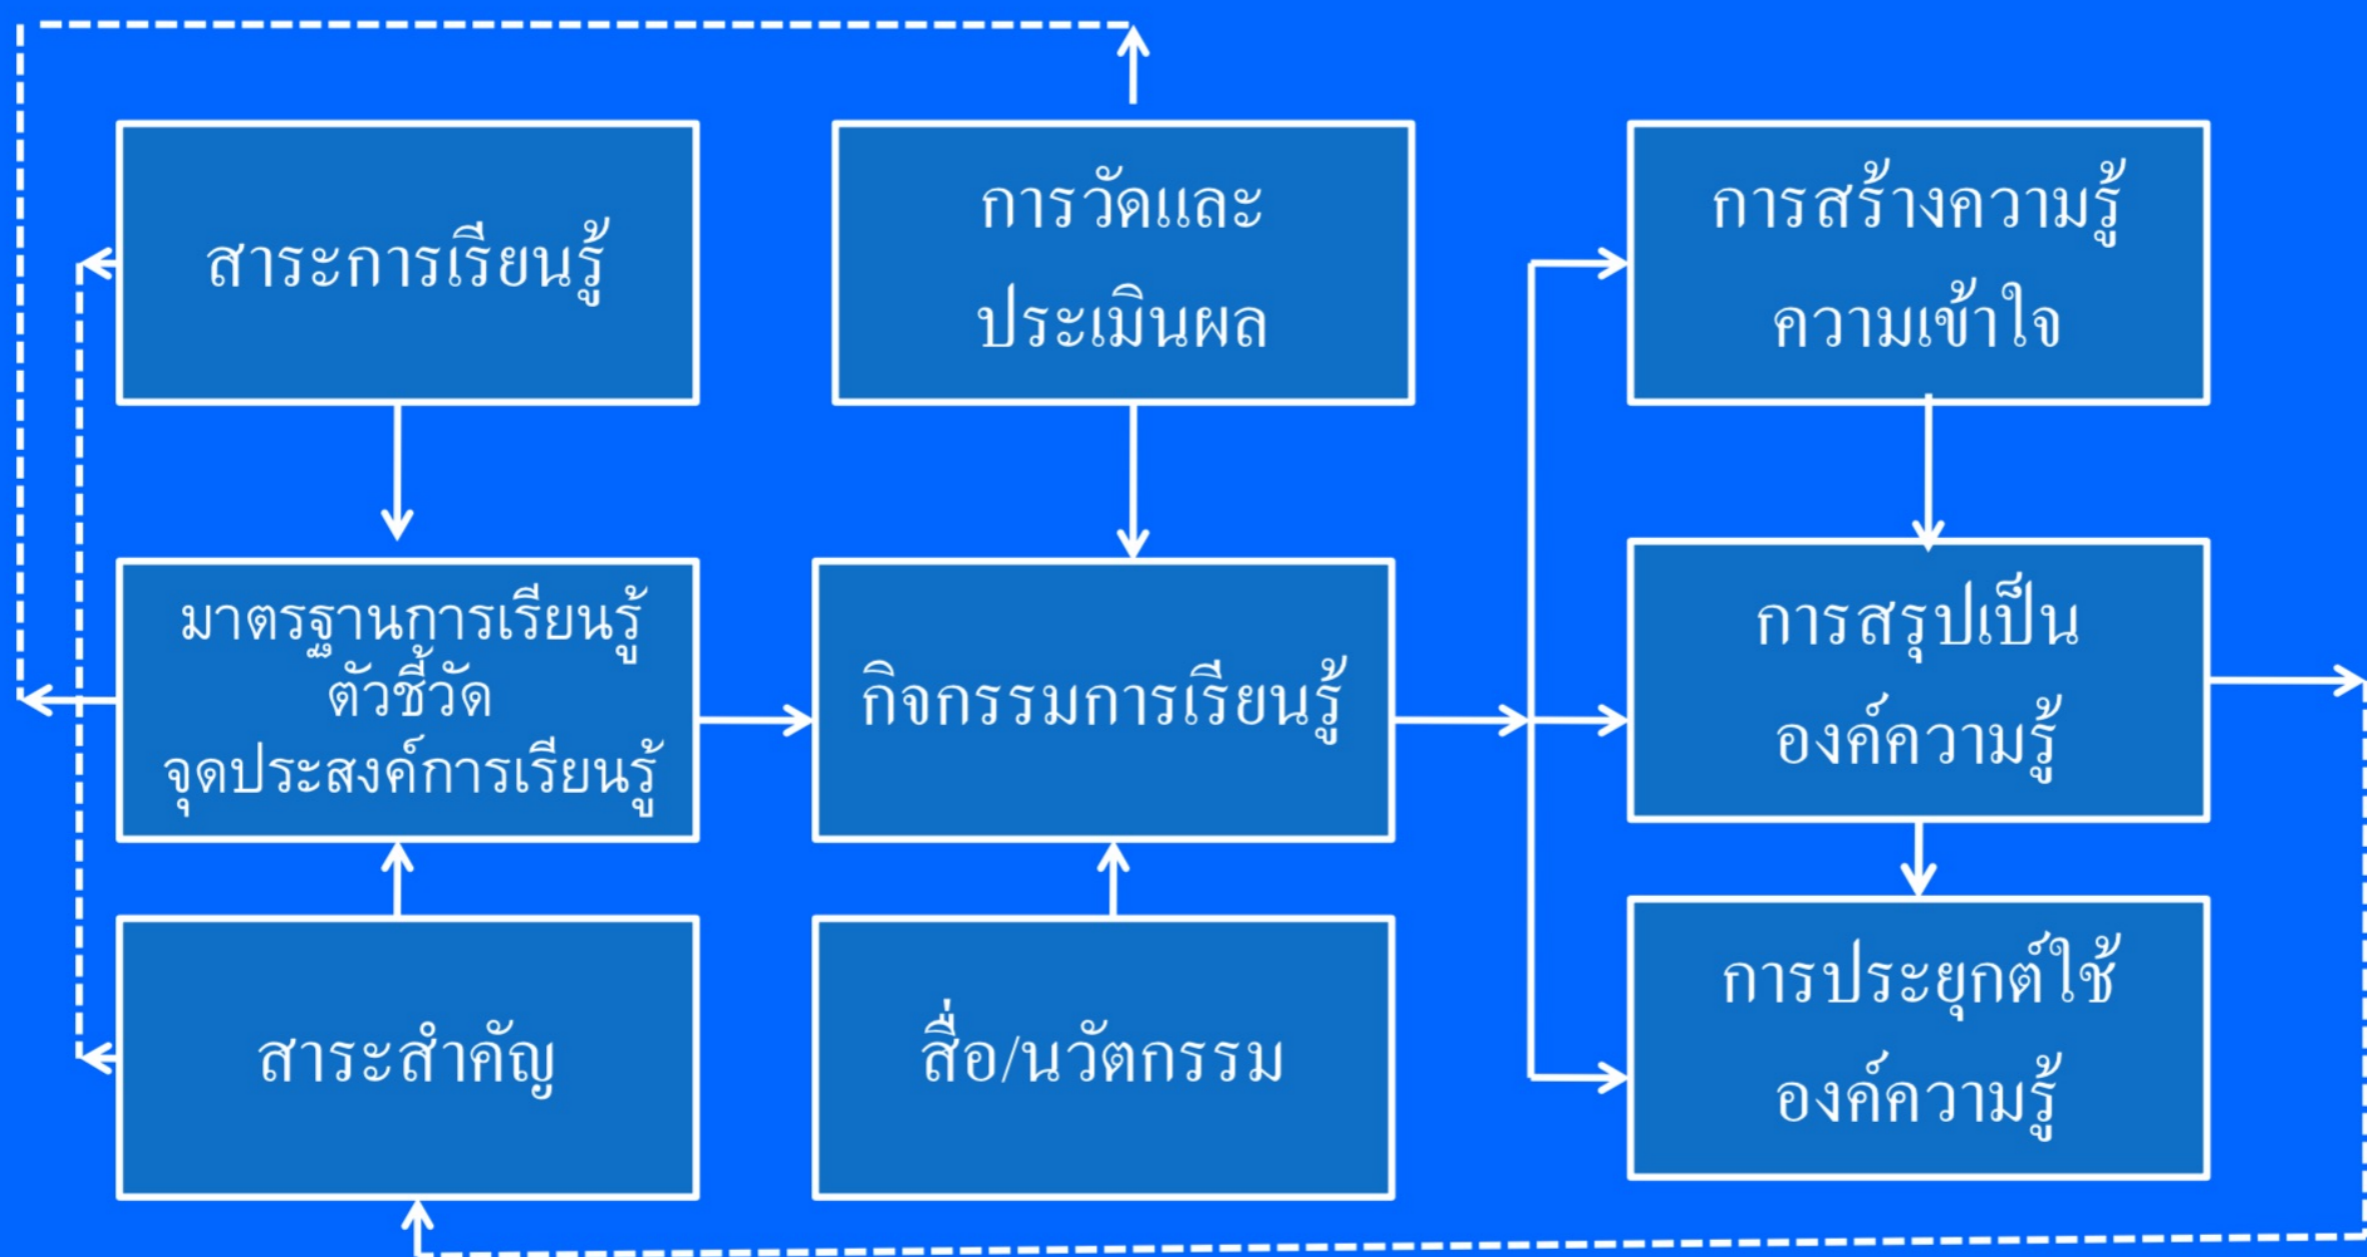 สาระการเรียนรู้
การวัดและ
ประเมินผล
การสร้างความรู้
ความเข้าใจ
มาตรฐานการเรียนรู้
ตัวชี้วัด
จุดประสงค์การเรียนรู้
กิจกรรมการเรียนรู้
การสรุปเป็น
องค์ความรู้
สาระสำคัญ
สื่อ/นวัตกรรม
การประยุกต์ใช้
องค์ความรู้